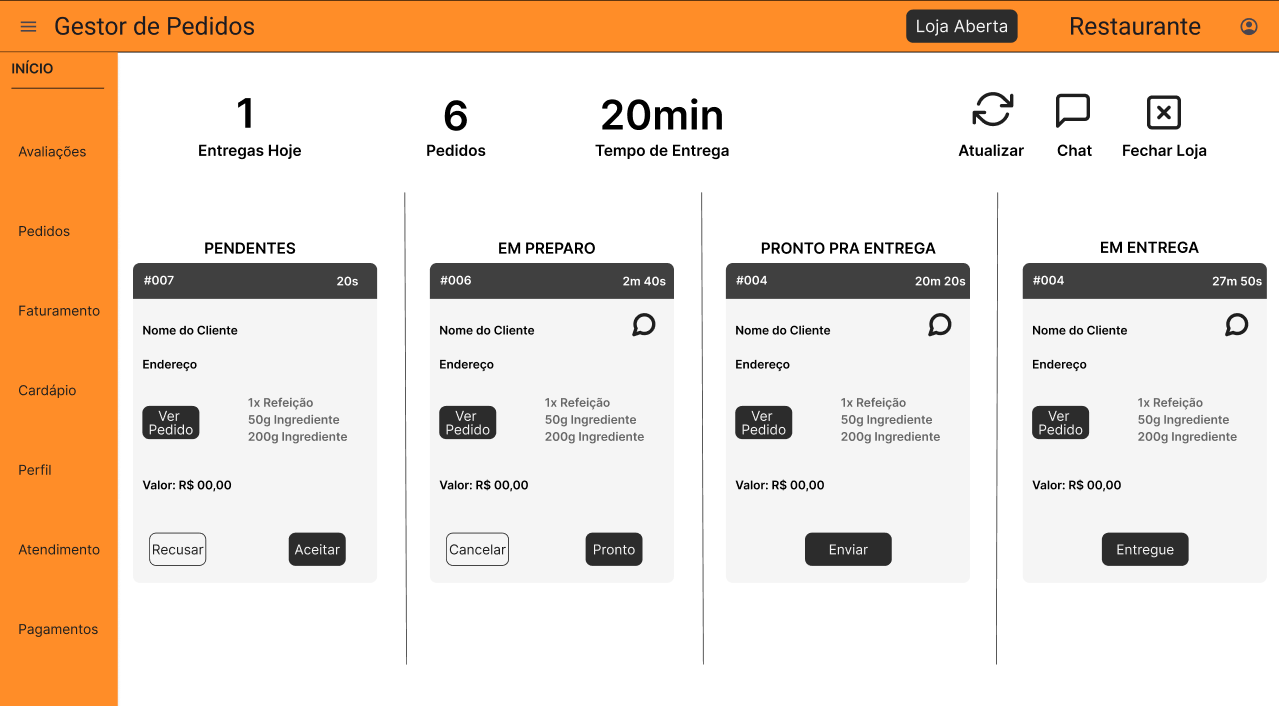 Gestor de Pedidos
Loja Aberta
Restaurante
INÍCIO
Avaliações
Pedidos
Faturamento
Cardápio
Perfil
Atendimento
Pagamentos
1
Entregas Hoje
6
Pedidos
20min
Tempo de Entrega
Atualizar
Chat
Fechar Loja
PENDENTES
#007 20s
Nome do Cliente
Endereço
Ver
Pedido
1x Refeição
50g Ingrediente
200g Ingrediente
Valor: R$ 00,00
Recusar
Aceitar
EM PREPARO
#006 2m 40s
Nome do Cliente
Endereço
Ver
Pedido
1x Refeição
50g Ingrediente
200g Ingrediente
Valor: R$ 00,00
Cancelar
Pronto
PRONTO PRA ENTREGA
#004 20m 20s
Nome do Cliente
Endereço
Ver
Pedido
1x Refeição
50g Ingrediente
200g Ingrediente
Valor: R$ 00,00
Enviar
EM ENTREGA
#004 27m 50s
Nome do Cliente
Endereço
Ver
Pedido
1x Refeição
50g Ingrediente
200g Ingrediente
Valor: R$ 00,00
Entregue